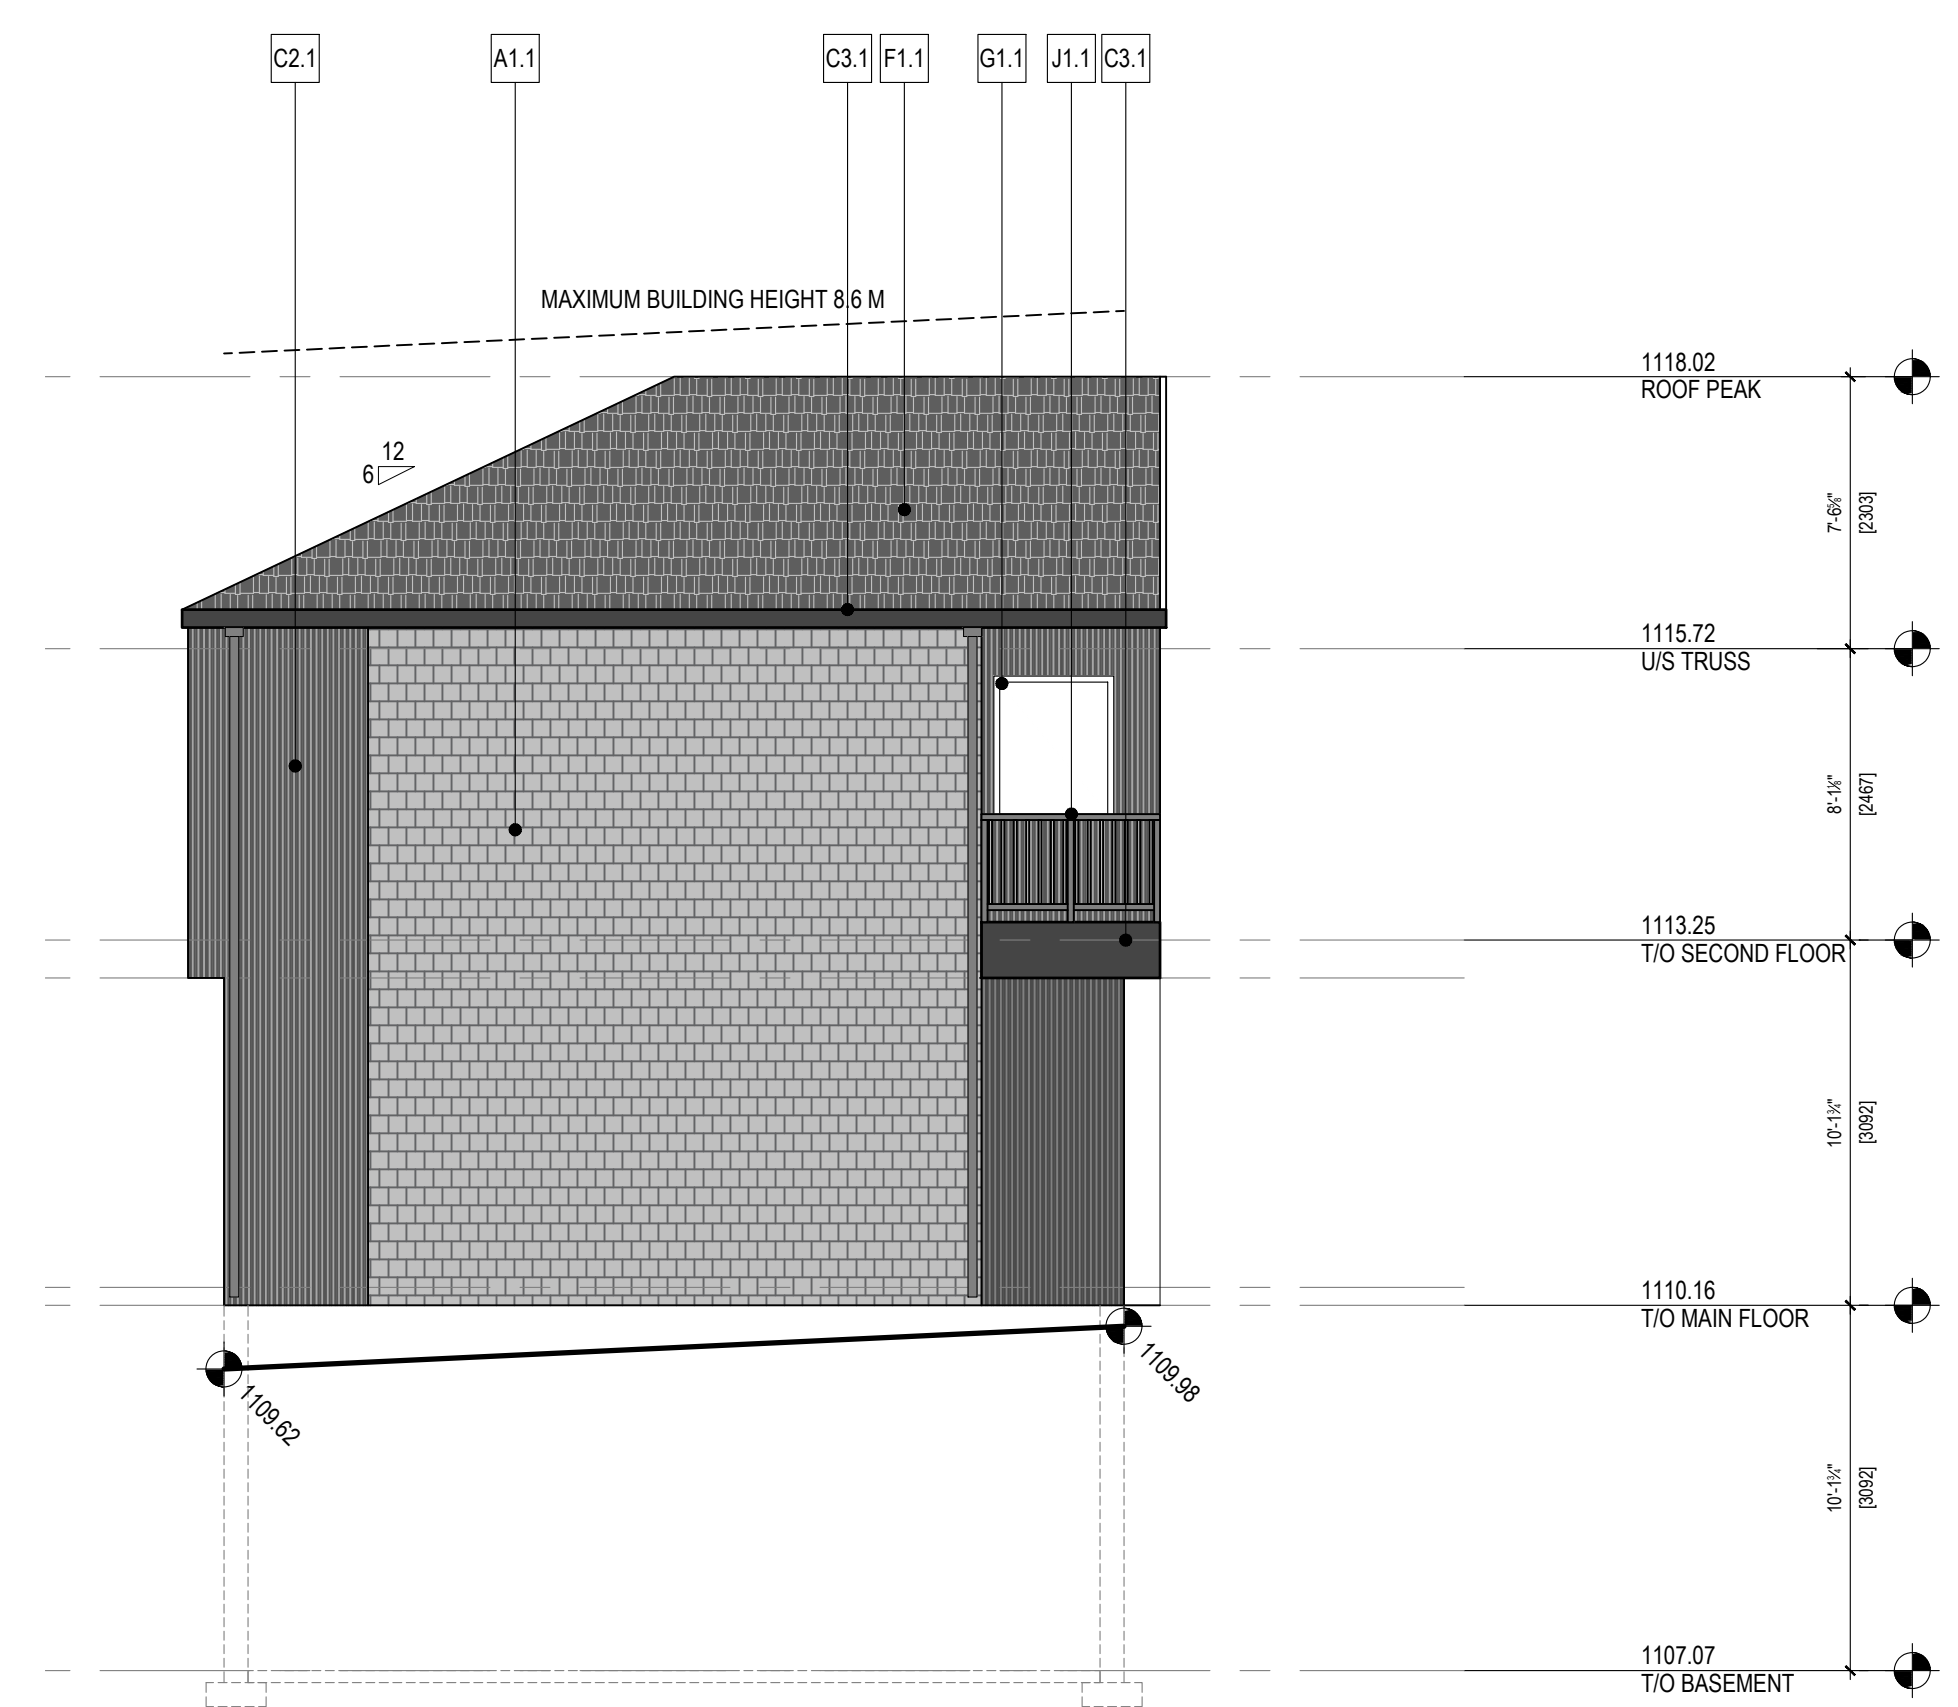 C2.1
A1.1
C3.1
F1.1
G1.1
J1.1
C3.1
MAXIMUM BUILDING HEIGHT 8.6 M
1118.02
ROOF PEAK
12
6
7'-6⅝"
[2303]
1115.72
U/S TRUSS
8'-1⅛"
[2467]
1113.25
T/O SECOND FLOOR
10'-1¾"
[3092]
1110.16
T/O MAIN FLOOR
1109.98
1109.62
10'-1¾"
[3092]
1107.07
T/O BASEMENT